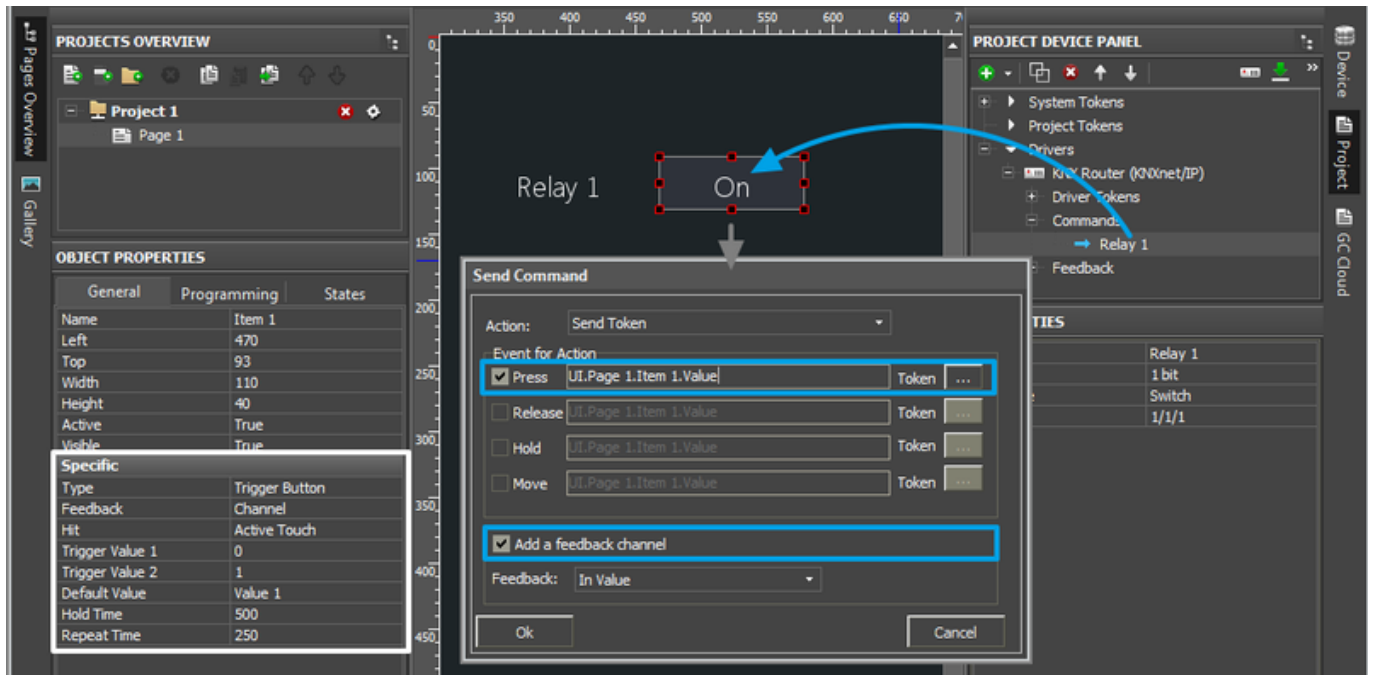 Pages Overview
Gallery
PROJECTS OVERVIEW
Project 1
Page 1
OBJECT PROPERTIES
General Programming States
Name Item 1
Left 470
Top 93
Width 110
Height 40
Active True
Visible True
Specific
Type Trigger Button
Feedback Channel
Hit Active Touch
Trigger Value 1 0
Trigger Value 2 1
Default Value Value 1
Hold Time 500
Repeat Time 250
350 400 450 500 550 600 650
0
50
100
150
200
250
300
350
400
450
Relay 1 On
Send Command
Action: Send Token
Event for Action
Press UI.Page 1.Item 1.Value Token ...
Release UI.Page 1.Item 1.Value Token ...
Hold UI.Page 1.Item 1.Value Token ...
Move UI.Page 1.Item 1.Value Token ...
Add a feedback channel
Feedback: In Value
Ok Cancel
PROJECT DEVICE PANEL
System Tokens
Project Tokens
Drivers
KNX Router (KNXnet/IP)
Driver Tokens
Commands
Relay 1
Feedback
TIES
Relay 1
1 bit
Switch
1/1/1
Device
Project
GC Cloud